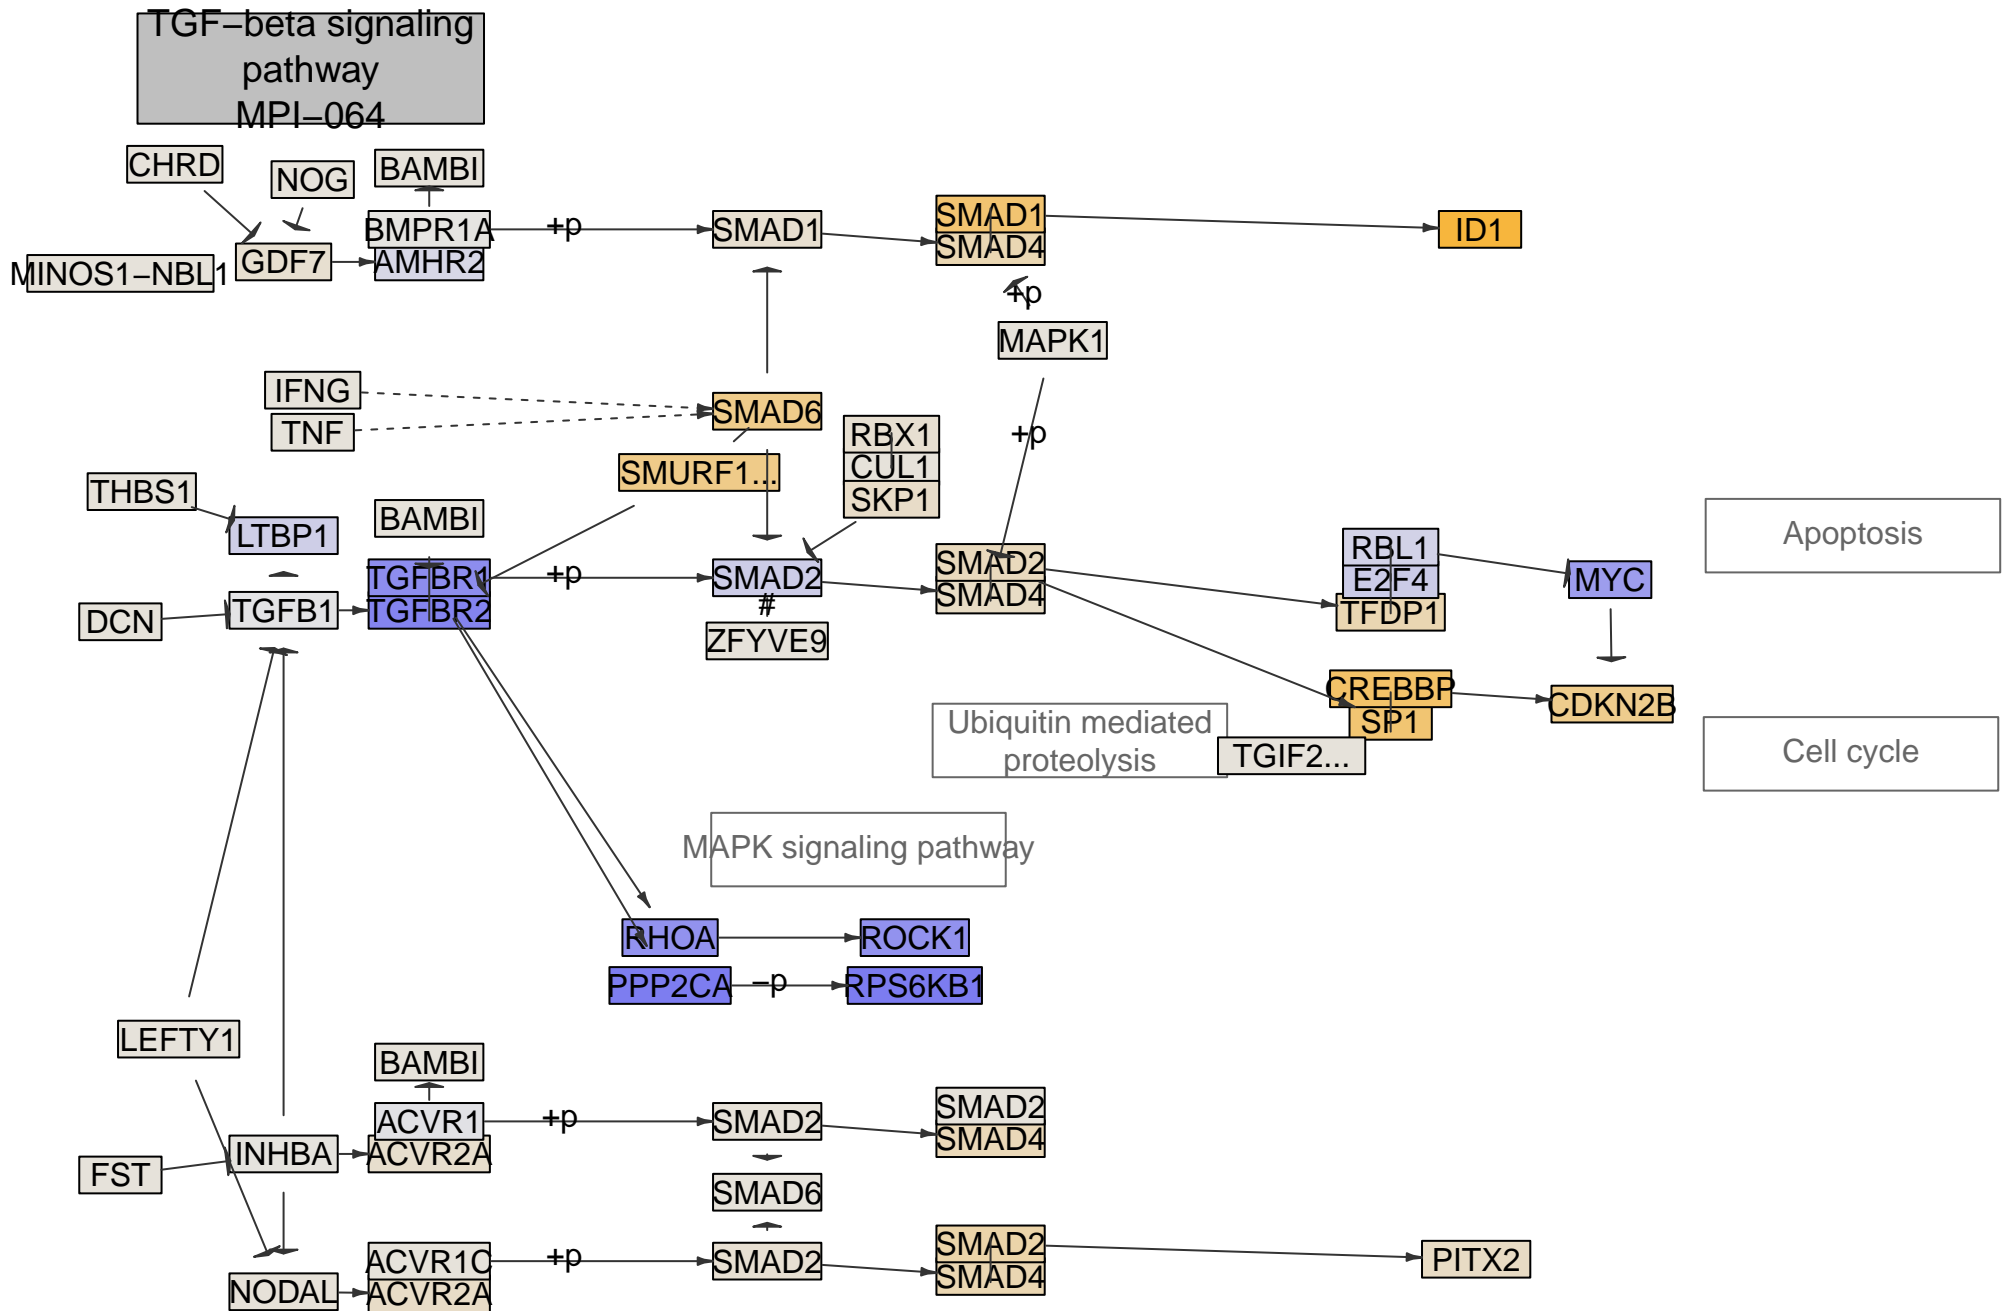 TGF−beta signaling
pathway
MPI−064
CHRD
NOG
BAMBI
BMPR1A
+p
SMAD1
SMAD1
SMAD4
ID1
MINOS1−NBL1
GDF7
AMHR2
+p
MAPK1
IFNG
TNF
SMAD6
RBX1
CUL1
SKP1
+p
SMURF1...
THBS1
LTBP1
BAMBI
TGFBR1
TGFBR2
+p
SMAD2
#
ZFYVE9
SMAD2
SMAD4
RBL1
E2F4
TFDP1
MYC
Apoptosis
DCN
TGFB1
CREBBP
SP1
TGIF2...
CDKN2B
Ubiquitin mediated
proteolysis
Cell cycle
MAPK signaling pathway
RHOA
ROCK1
PPP2CA
−p
RPS6KB1
LEFTY1
BAMBI
ACVR1
ACVR2A
+p
SMAD2
SMAD2
SMAD4
INHBA
FST
SMAD6
ACVR1C
ACVR2A
+p
SMAD2
SMAD2
SMAD4
PITX2
NODAL